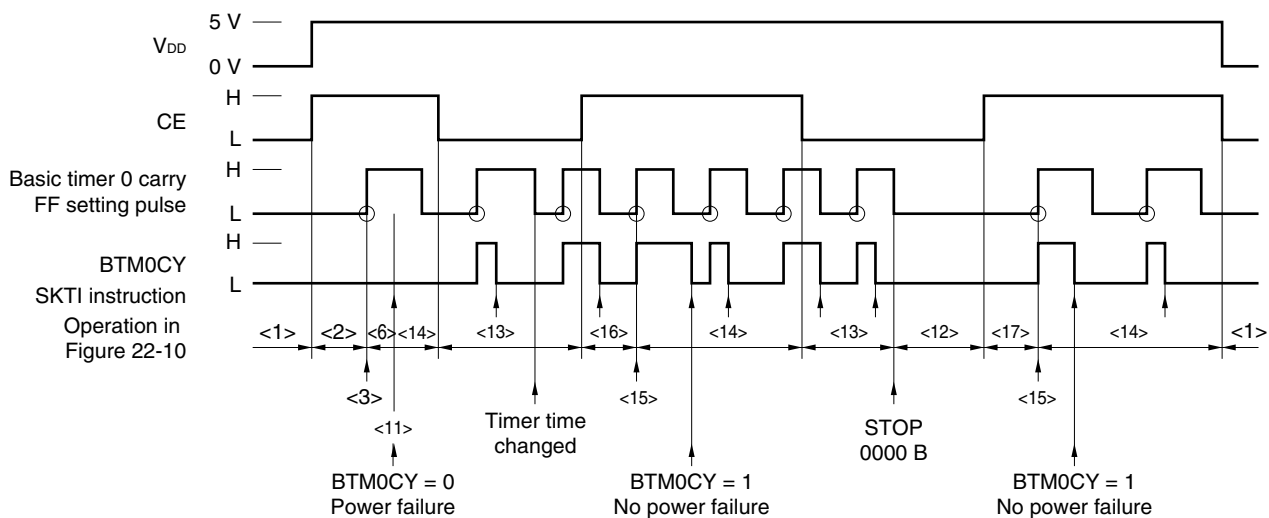 5 V
VDD
0 V
H
CE
L
H
Basic timer 0 carry
FF setting pulse
L
H
BTM0CY
L
SKTI instruction
Operation in
Figure 22-10
<1> <2> <6> <14> <13> <16> <14> <13> <12> <17> <14> <1>
<3> <15> <15>
<11>
Timer time
changed
STOP
0000 B
BTM0CY = 0
Power failure
BTM0CY = 1
No power failure
BTM0CY = 1
No power failure